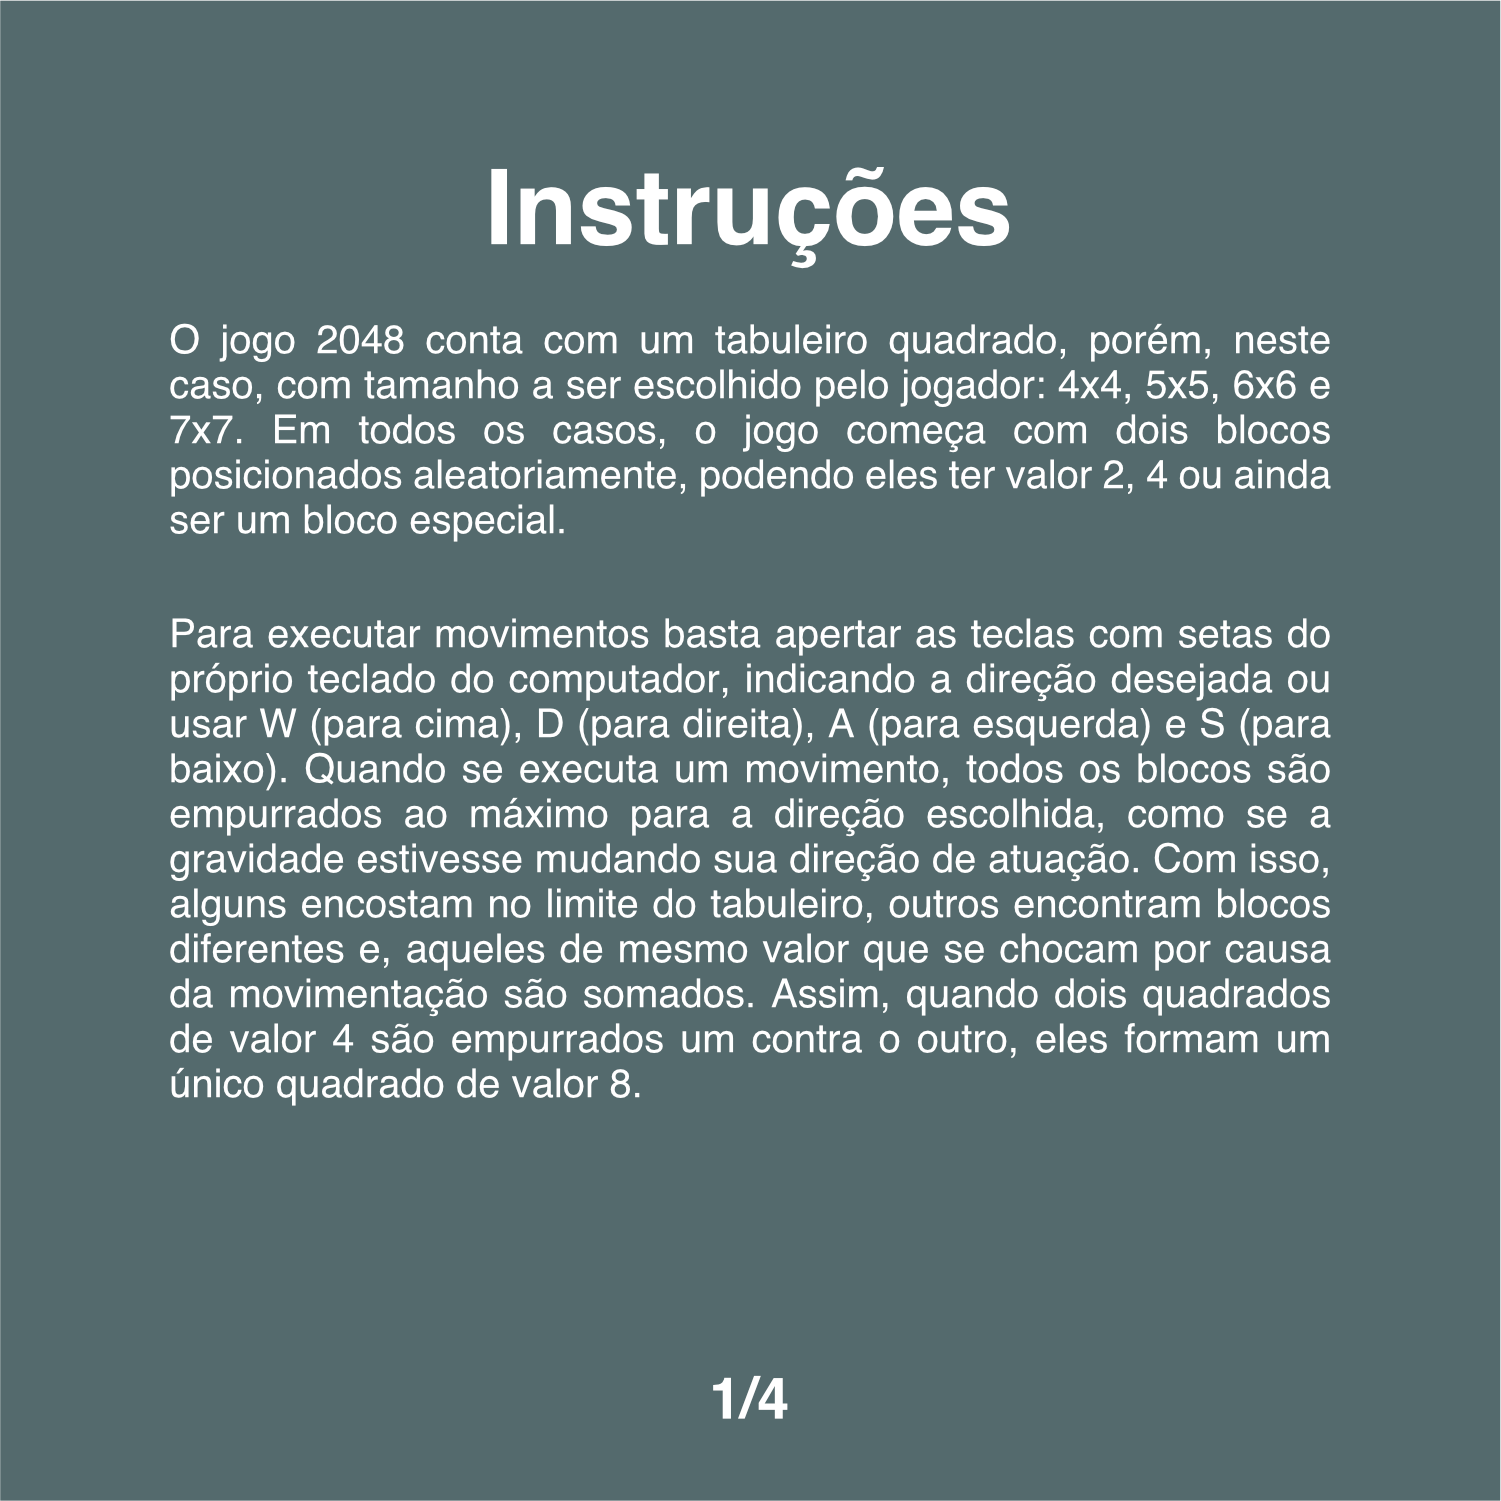 Instruções
O jogo 2048 conta com um tabuleiro quadrado, porém, neste
caso, com tamanho a ser escolhido pelo jogador: 4x4, 5x5, 6x6 e
7x7. Em todos os casos, o jogo começa com dois blocos
posicionados aleatoriamente, podendo eles ter valor 2, 4 ou ainda
ser um bloco especial.
Para executar movimentos basta apertar as teclas com setas do
próprio teclado do computador, indicando a direção desejada ou
usar W (para cima), D (para direita), A (para esquerda) e S (para
baixo). Quando se executa um movimento, todos os blocos são
empurrados ao máximo para a direção escolhida, como se a
gravidade estivesse mudando sua direção de atuação. Com isso,
alguns encostam no limite do tabuleiro, outros encontram blocos
diferentes e, aqueles de mesmo valor que se chocam por causa
da movimentação são somados. Assim, quando dois quadrados
de valor 4 são empurrados um contra o outro, eles formam um
único quadrado de valor 8.
1/4